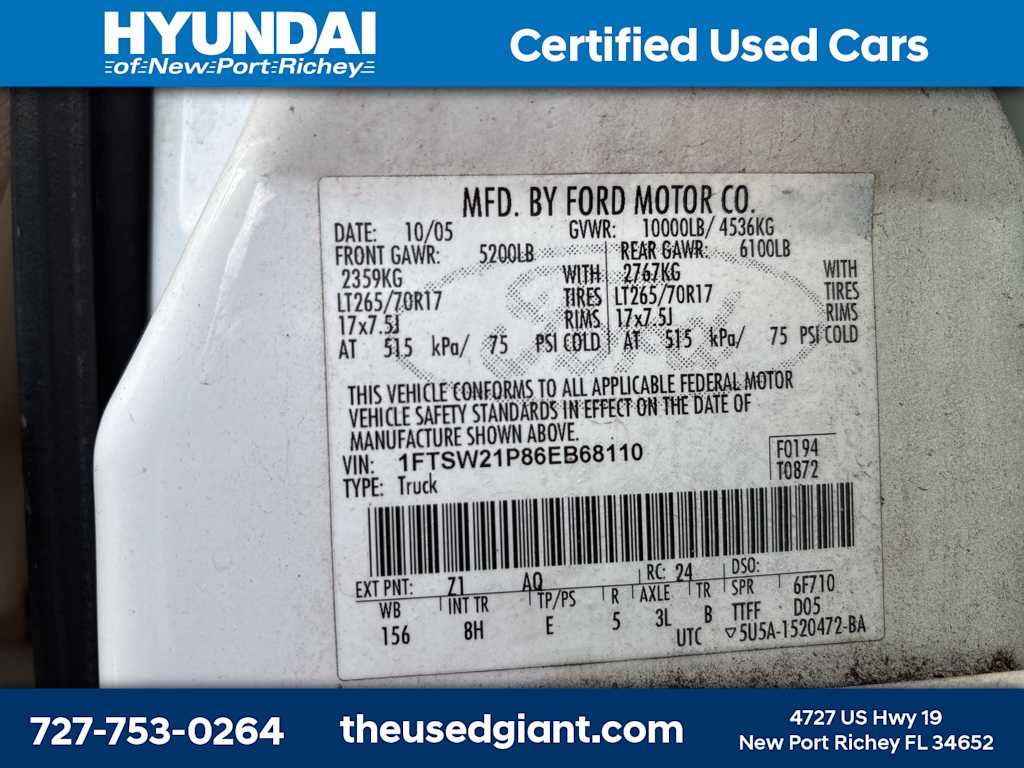 HYUNDAI
of New Port Richey
Certified Used Cars
MFD. BY FORD MOTOR CO.
DATE: 10/05 GVWR: 10000LB/ 4536KG
FRONT GAWR: 5200LB REAR GAWR: 6100LB
2359KG WITH 2767KG WITH
LT265/70R17 TIRES LT265/70R17 TIRES
17x7.5J RIMS 17x7.5J RIMS
AT 515 kPa/ 75 PSI COLD AT 515 kPa/ 75 PSI COLD
THIS VEHICLE CONFORMS TO ALL APPLICABLE FEDERAL MOTOR
VEHICLE SAFETY STANDARDS IN EFFECT ON THE DATE OF
MANUFACTURE SHOWN ABOVE.
VIN: 1FTSW21P86EB68110 F0194
TYPE: Truck T0872
EXT PNT: Z1 AQ RC: 24 DSO:
WB INT TR TP/PS R AXLE TR SPR 6F710
156 8H E 5 3L B TTFF D05
UTC ▽5U5A-1520472-BA
727-753-0264
theusedgiant.com
4727 US Hwy 19
New Port Richey FL 34652